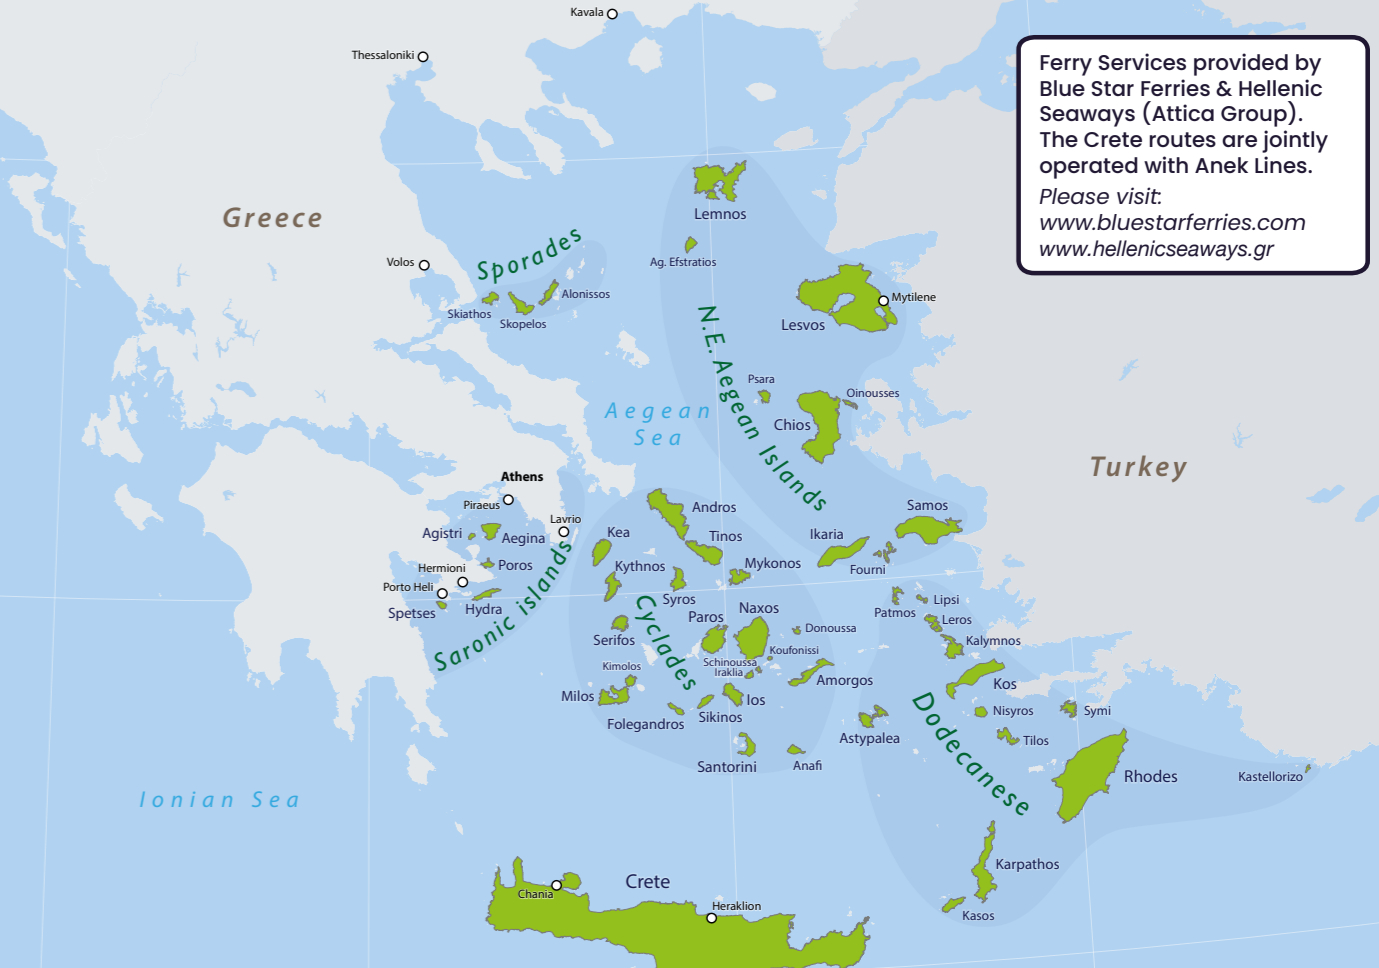 Kavala
Thessaloniki
Ferry Services provided by
Blue Star Ferries & Hellenic
Seaways (Attica Group).
The Crete routes are jointly
operated with Anek Lines.
Please visit:
www.bluestarferries.com
www.hellenicseaways.gr
Greece
Lemnos
Volos
Sporades
Ag. Efstratios
Alonissos
Skiathos
Skopelos
Mytilene
Lesvos
N.E. Aegean Islands
Psara
Oinousses
Chios
Aegean
Sea
Turkey
Athens
Piraeus
Lavrio
Agistri
Aegina
Poros
Hermioni
Porto Heli
Spetses
Hydra
Saronic islands
Andros
Tinos
Kea
Kythnos
Mykonos
Syros
Ikaria
Samos
Fourni
Cyclades
Paros
Naxos
Serifos
Donoussa
Koufonissi
Schinoussa
Iraklia
Kimolos
Amorgos
Milos
Ios
Sikinos
Folegandros
Santorini
Anafi
Patmos
Lipsi
Leros
Kalymnos
Kos
Nisyros
Symi
Astypalea
Tilos
Dodecanese
Rhodes
Kastellorizo
Ionian Sea
Karpathos
Kasos
Crete
Chania
Heraklion